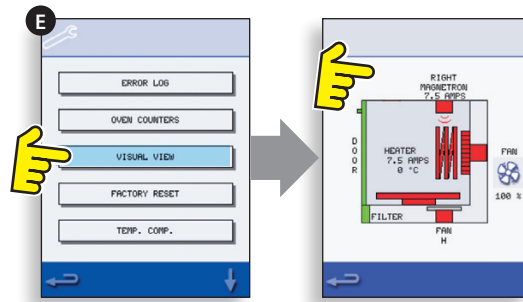 E
ERROR LOG
OVEN COUNTERS
VISUAL VIEW
FACTORY RESET
TEMP. COMP.
RIGHT
MAGNETRON
7.5 AMPS
DOOR
HEATER
7.5 AMPS
0 °C
FAN
100 %
FILTER
FAN
H